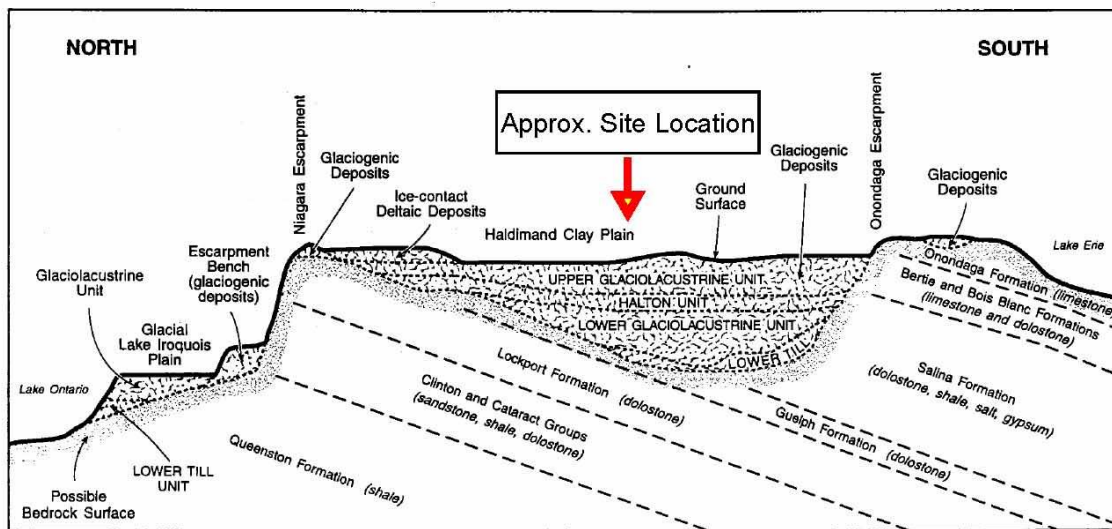 NORTH
SOUTH
Approx. Site Location
Niagara Escarpment
Glaciogenic
Deposits
Ice-contact
Deltaic Deposits
Haldimand Clay Plain
Ground
Surface
Glaciogenic
Deposits
Onondaga Escarpment
Glaciogenic
Deposits
Lake Erie
Escarpment
Bench
(glaciogenic
deposits)
Glaciolacustrine
Unit
Glacial
Lake Iroquois
Plain
Lake Ontario
UPPER GLACIOLACUSTRINE UNIT
HALTON UNIT
LOWER GLACIOLACUSTRINE UNIT
LOWER TILL
Onondaga Formation (limestone)
Bertie and Bois Blanc Formations
(limestone and dolostone)
Salina Formation
(dolostone, shale, salt, gypsum)
Lockport Formation (dolostone)
Guelph Formation (dolostone)
Clinton and Cataract Groups
(sandstone, shale, dolostone)
Queenston Formation (shale)
LOWER TILL
UNIT
Possible
Bedrock Surface